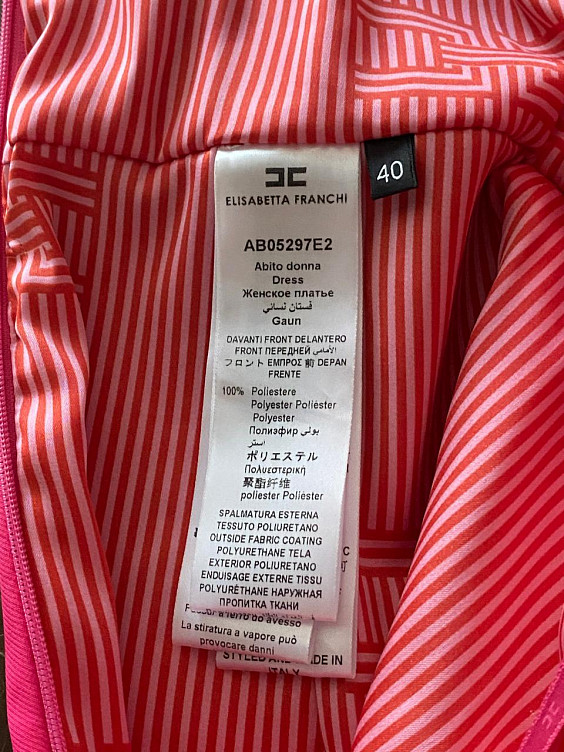 ELISABETTA FRANCHI
40
AB05297E2
Abito donna
Dress
Женское платье
فستان نسائي
Gaun
DAVANTI FRONT DELANTERO
FRONT ПЕРЕДНЕЙ الأمامي
フロント ΕΜΠΡΟΣ 前 DEPAN
FRENTE
100% Poliestere
Polyester Poliéster
Polyester
Полиэфир بولي
استر
ポリエステル
Πολυεστερική
聚酯纤维
poliester Poliéster
SPALMATURA ESTERNA
TESSUTO POLIURETANO
OUTSIDE FABRIC COATING
POLYURETHANE TELA
EXTERIOR POLIURETANO
ENDUISAGE EXTERNE TISSU
POLYURÉTHANE НАРУЖНАЯ
ПРОПИТКА ТКАНИ
La stiratura a vapore può
provocare danni
STYLED AND MADE IN
ITALY